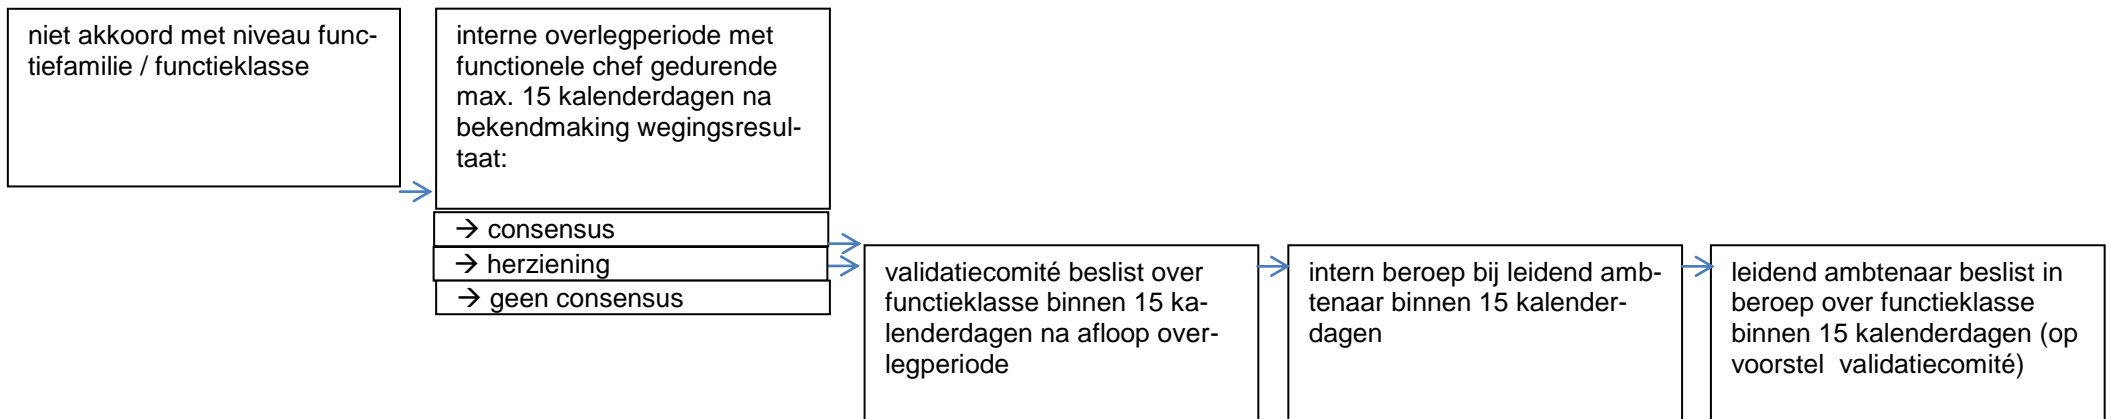 niet akkoord met niveau func-
tiefamilie / functieklasse
interne overlegperiode met
functionele chef gedurende
max. 15 kalenderdagen na
bekendmaking wegingsresul-
taat:
→ consensus
→ herziening
→ geen consensus
validatiecomité beslist over
functieklasse binnen 15 ka-
lenderdagen na afloop over-
legperiode
intern beroep bij leidend amb-
tenaar binnen 15 kalender-
dagen
leidend ambtenaar beslist in
beroep over functieklasse
binnen 15 kalenderdagen (op
voorstel validatiecomité)